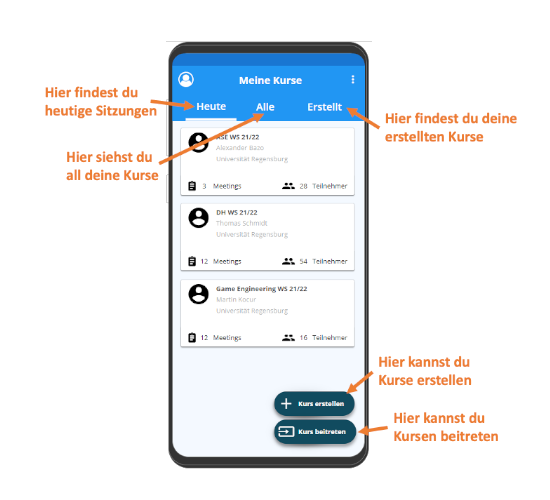 Meine Kurse
Hier findest du
heutige Sitzungen
Heute
Alle
Erstellt
Hier findest du deine
erstellten Kurse
Hier siehst du
all deine Kurse
ASE WS 21/22
Alexander Bazo
Universität Regensburg
3 Meetings
28 Teilnehmer
DH WS 21/22
Thomas Schmidt
Universität Regensburg
12 Meetings
54 Teilnehmer
Game Engineering WS 21/22
Martin Kocur
Universität Regensburg
12 Meetings
16 Teilnehmer
Hier kannst du
Kurse erstellen
Kurs erstellen
Hier kannst du
Kursen beitreten
Kurs beitreten